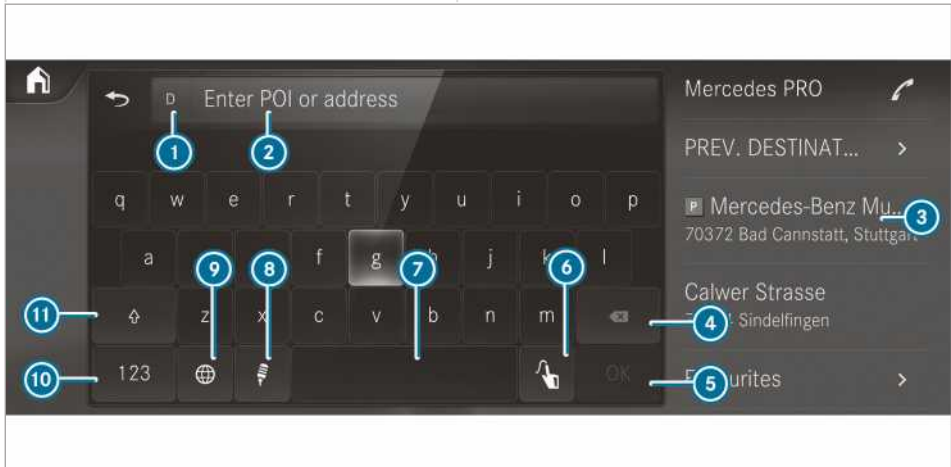 D Enter POI or address
1 2
q w e r t y u i o p
a f g j l
9 8 7 6
11 z x c v b n m 4
10 123 OK 5
Mercedes PRO
PREV. DESTINAT... >
P Mercedes-Benz Mu.. 3
70372 Bad Cannstatt, Stuttgart
Calwer Strasse
Sindelfingen
>